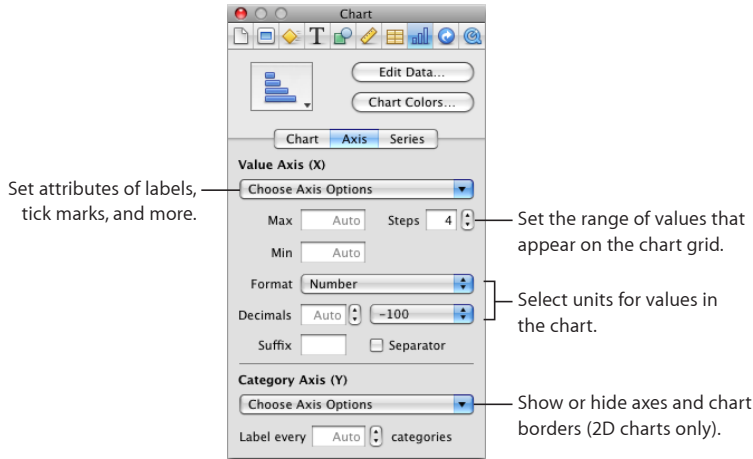 Chart
T
Edit Data...
Chart Colors...
Chart Axis Series
Value Axis (X)
Set attributes of labels,
tick marks, and more.
Choose Axis Options
Max Auto Steps 4
Set the range of values that
appear on the chart grid.
Min Auto
Format Number
Select units for values in
the chart.
Decimals Auto -100
Suffix Separator
Category Axis (Y)
Choose Axis Options
Show or hide axes and chart
borders (2D charts only).
Label every Auto categories